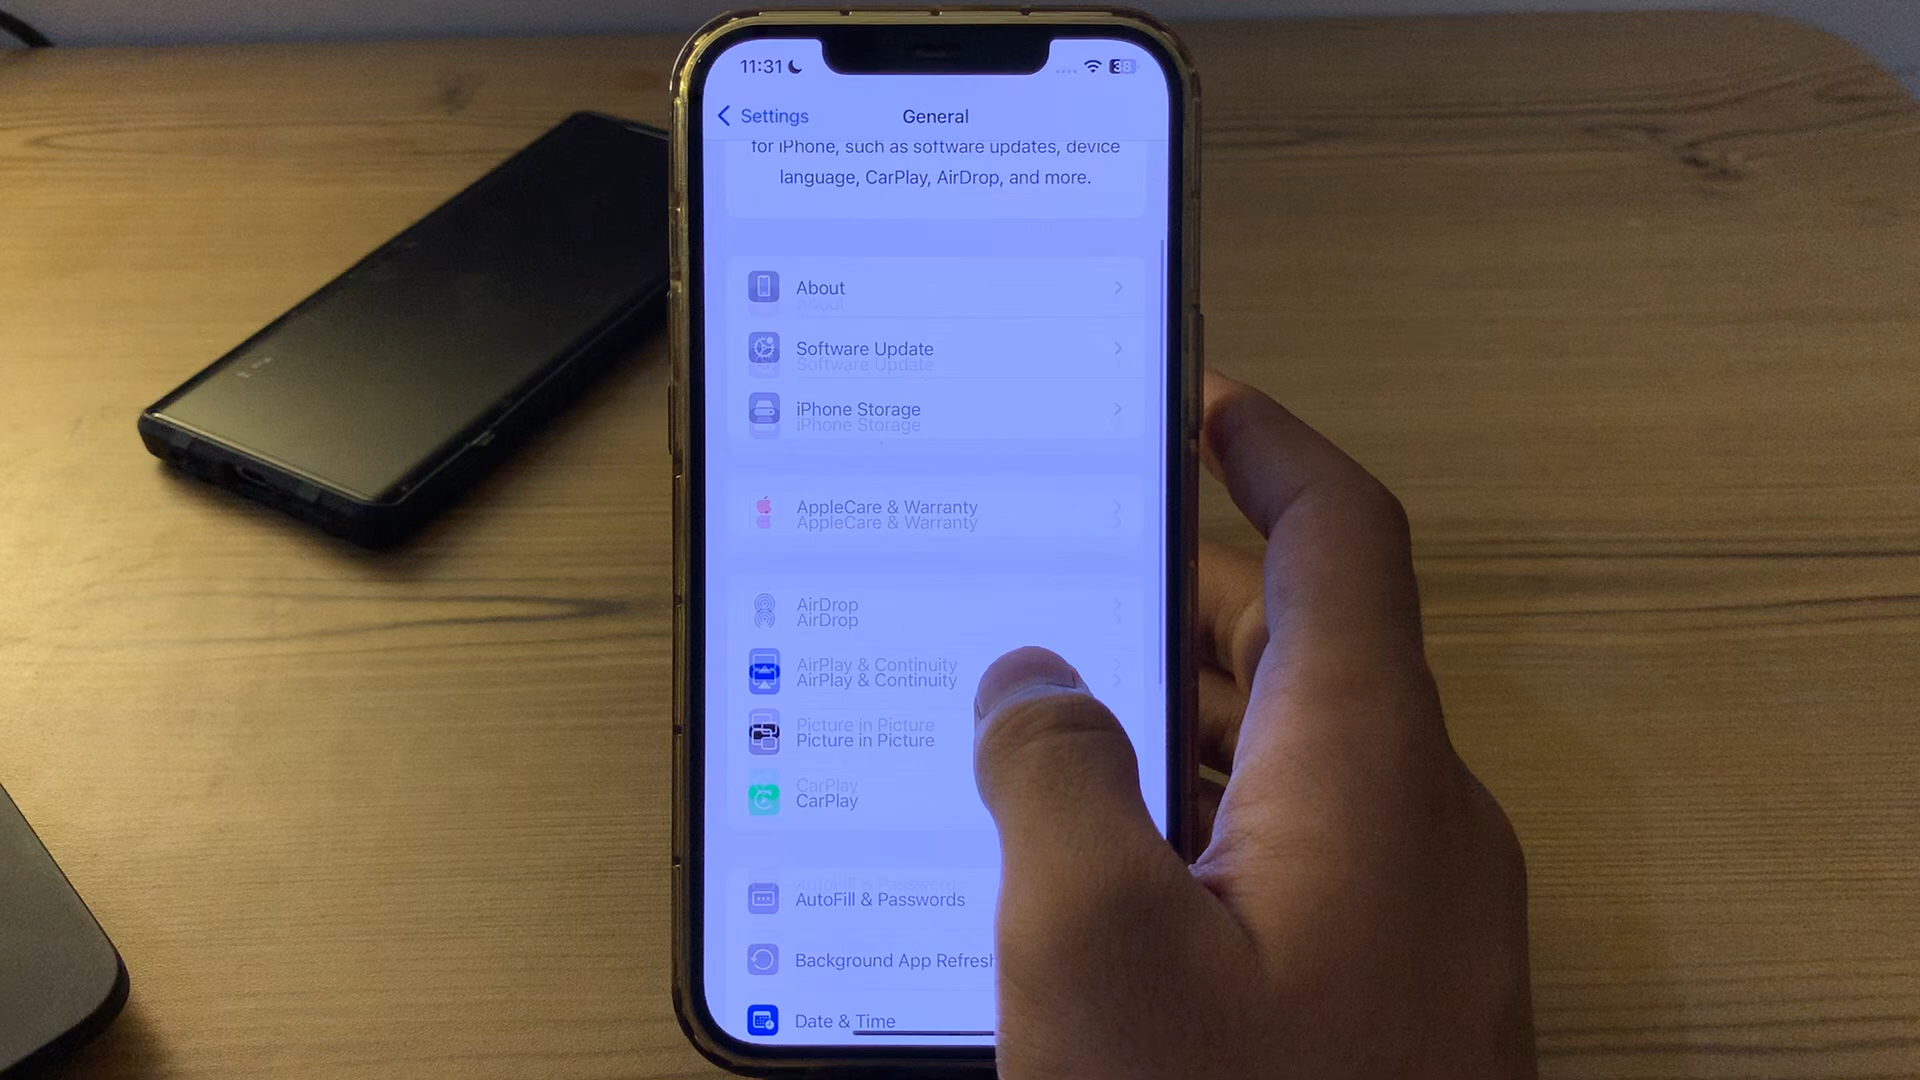 11:31
38
Settings
General
for iPhone, such as software updates, device
language, CarPlay, AirDrop, and more.
About
Software Update
iPhone Storage
AppleCare & Warranty
AirDrop
AirPlay & Continuity
Picture in Picture
CarPlay
AutoFill & Passwords
Background App Refresh
Date & Time